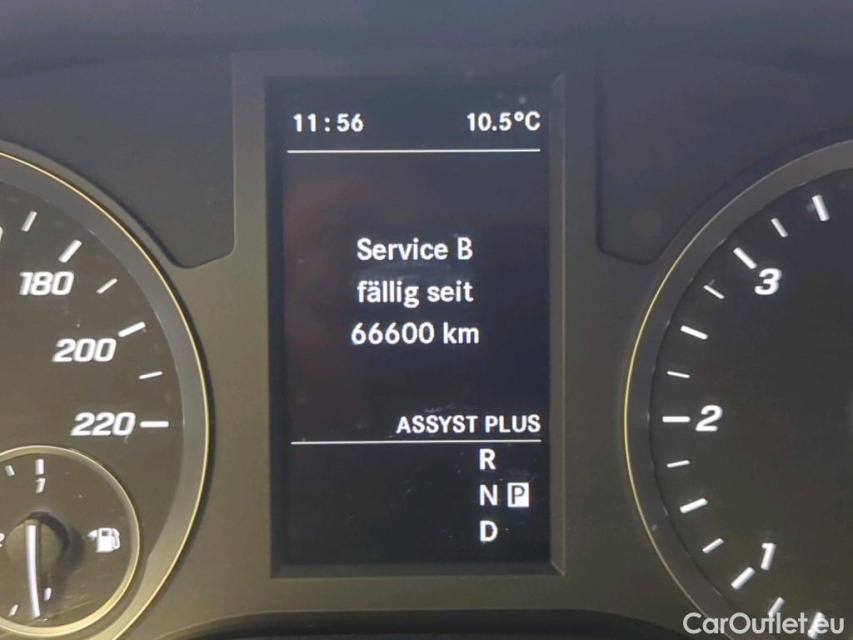 11:56 10.5°C
Service B
fällig seit
66600 km
ASSYST PLUS
R
N P
D
180
200
220
1
3
2
1
CarOutlet.eu